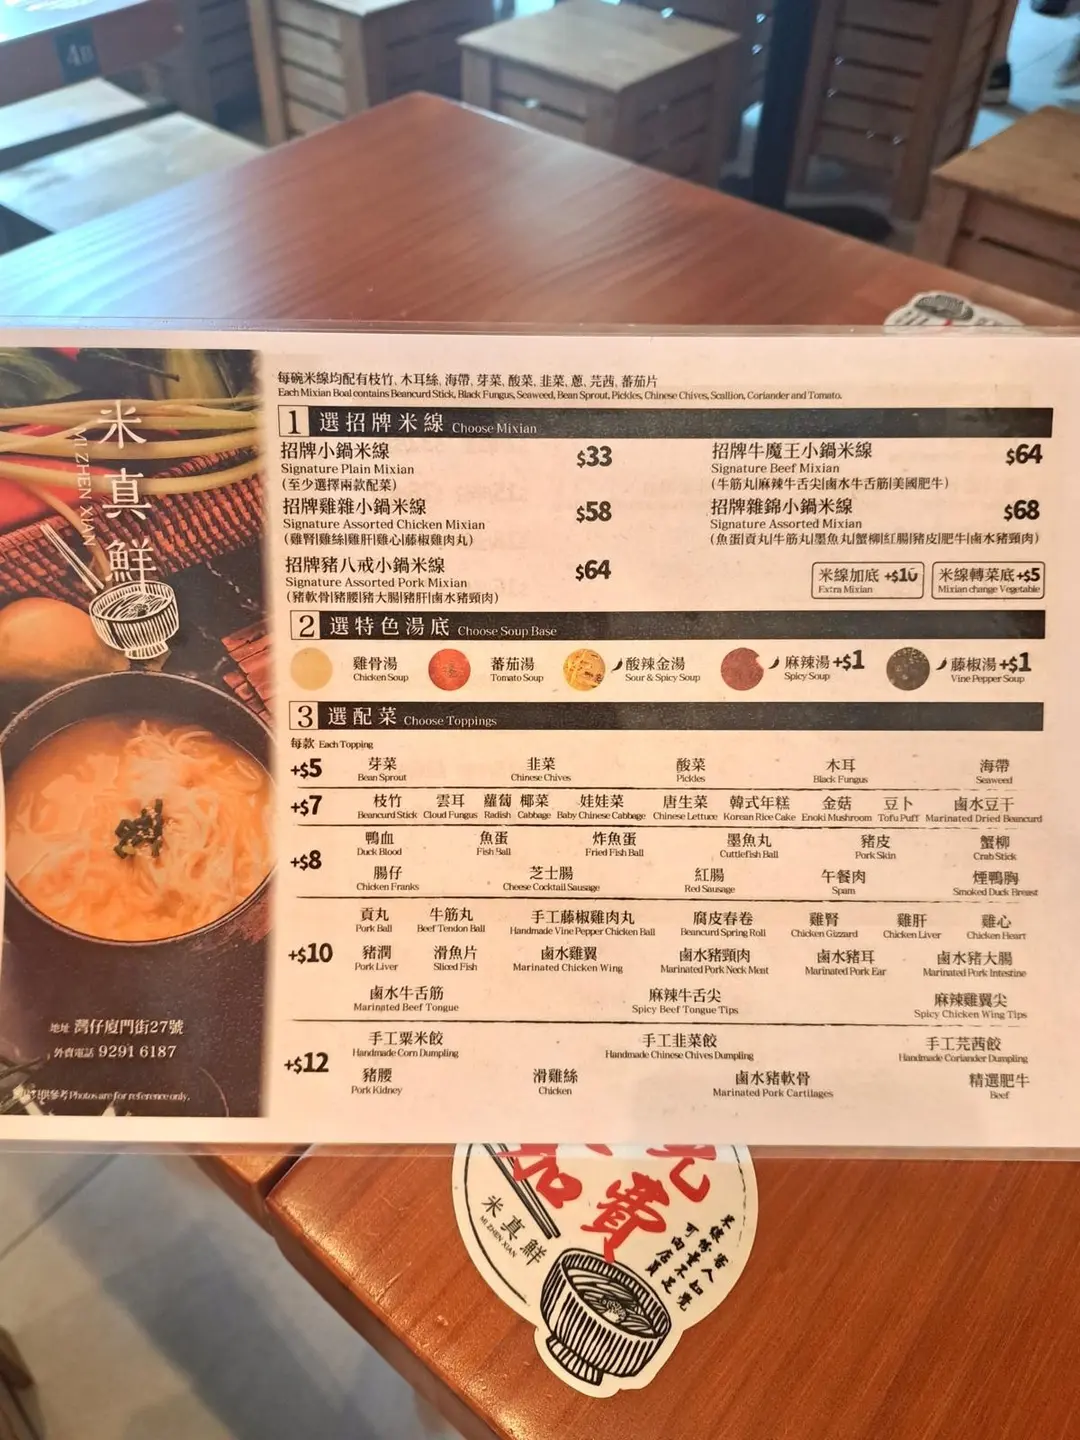 4B
米真鮮
MI ZHEN XIAN
每碗米線均配有枝竹, 木耳絲, 海帶, 芽菜, 酸菜, 韭菜, 蔥, 芫茜, 蕃茄片
Each Mixian Boal contains Beancurd Stick, Black Fungus, Seaweed, Bean Sprout, Pickles, Chinese Chives, Scallion, Coriander and Tomato.
1 選招牌米線 Choose Mixian
招牌小鍋米線 $33
Signature Plain Mixian
(至少選擇兩款配菜)
招牌雞雜小鍋米線 $58
Signature Assorted Chicken Mixian
(雞腎|雞絲|雞肝|雞心|藤椒雞肉丸)
招牌豬八戒小鍋米線 $64
Signature Assorted Pork Mixian
(豬軟骨|豬腰|豬大腸|豬肝|鹵水豬頸肉)
招牌牛魔王小鍋米線 $64
Signature Beef Mixian
(牛筋丸|麻辣牛舌尖|鹵水牛舌筋|美國肥牛)
招牌雜錦小鍋米線 $68
Signature Assorted Mixian
(魚蛋|貢丸|牛筋丸|墨魚丸|蟹柳|紅腸|豬皮|肥牛|鹵水豬頸肉)
米線加底 +$10 米線轉菜底+$5
Extra Mixian Mixian change Vegetable
2 選特色湯底 Choose Soup Base
雞骨湯 蕃茄湯 酸辣金湯 麻辣湯+$1 藤椒湯+$1
Chicken Soup Tomato Soup Sour & Spicy Soup Spicy Soup Vine Pepper Soup
3 選配菜 Choose Toppings
每款 Each Topping
+$5 芽菜 韭菜 酸菜 木耳 海帶
Bean Sprout Chinese Chives Pickles Black Fungus Seaweed
+$7 枝竹 雲耳 蘿蔔 椰菜 娃娃菜 唐生菜 韓式年糕 金菇 豆卜 鹵水豆干
Beancurd Stick Cloud Fungus Radish Cabbage Baby Chinese Cabbage Chinese Lettuce Korean Rice Cake Enoki Mushroom Tofu Puff Marinated Dried Beancurd
+$8 鴨血 魚蛋 炸魚蛋 墨魚丸 豬皮 蟹柳
Duck Blood Fish Ball Fried Fish Ball Cuttlefish Ball Pork Skin Crab Stick
腸仔 芝士腸 紅腸 午餐肉 煙鴨胸
Chicken Franks Cheese Cocktail Sausage Red Sausage Spam Smoked Duck Breast
+$10 貢丸 牛筋丸 手工藤椒雞肉丸 腐皮春卷 雞腎 雞肝 雞心
Pork Ball Beef Tendon Ball Handmade Vine Pepper Chicken Ball Beancurd Spring Roll Chicken Gizzard Chicken Liver Chicken Heart
豬潤 滑魚片 鹵水雞翼 鹵水豬頸肉 鹵水豬耳 鹵水豬大腸
Pork Liver Sliced Fish Marinated Chicken Wing Marinated Pork Neck Meat Marinated Pork Ear Marinated Pork Intestine
鹵水牛舌筋 麻辣牛舌尖 麻辣雞翼尖
Marinated Beef Tongue Spicy Beef Tongue Tips Spicy Chicken Wing Tips
+$12 手工粟米餃 手工韭菜餃 手工芫茜餃
Handmade Corn Dumpling Handmade Chinese Chives Dumpling Handmade Coriander Dumpling
豬腰 滑雞絲 鹵水豬軟骨 精選肥牛
Pork Kidney Chicken Marinated Pork Cartilages Beef
地址 灣仔廈門街27號
外賣電話 9291 6187
供參考 Photos are for reference only.
免費
米真鮮
MI ZHEN XIAN